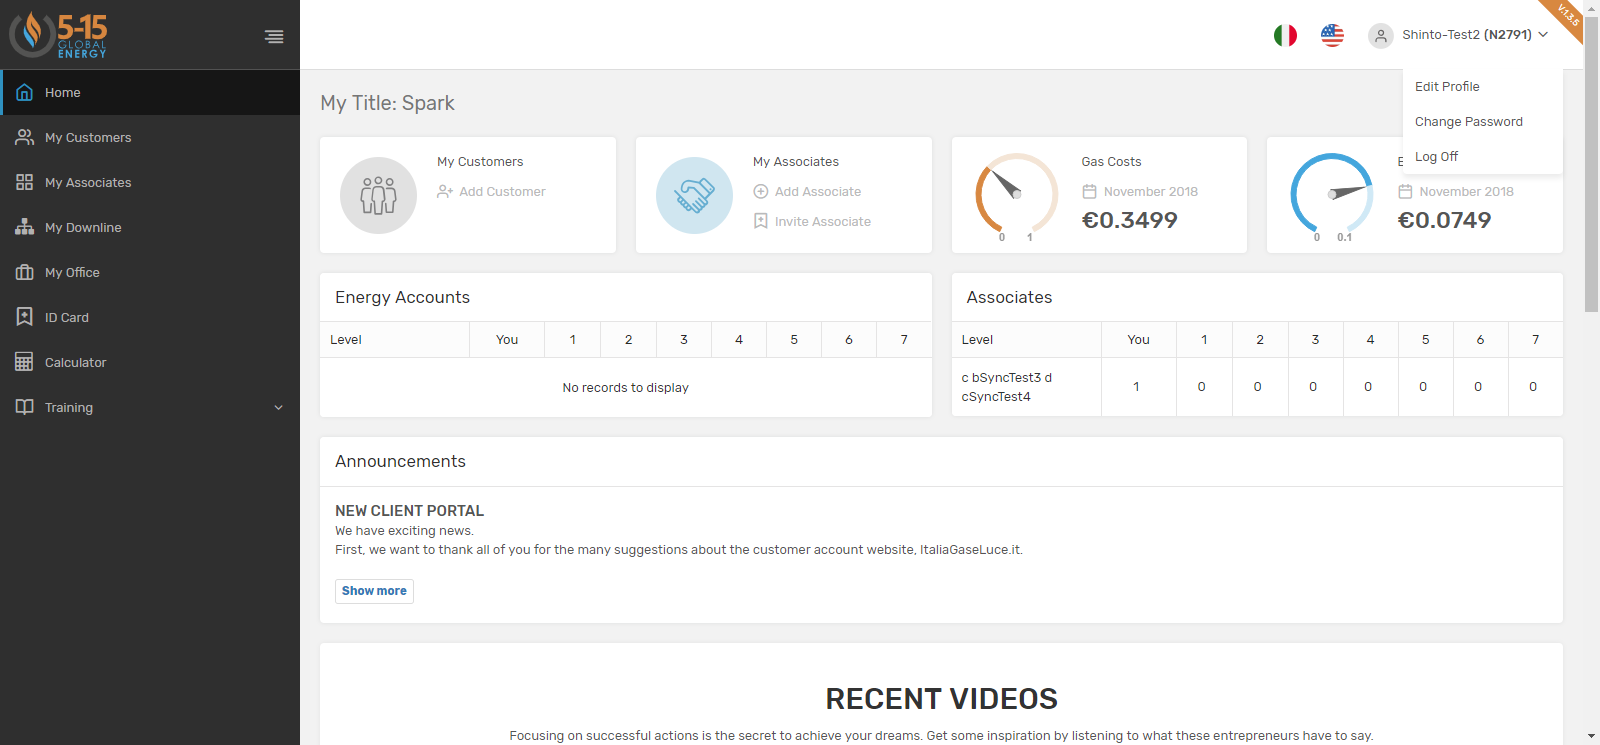 5-15
GLOBAL
ENERGY
Home
My Customers
My Associates
My Downline
My Office
ID Card
Calculator
Training
Shinto-Test2 (N2791)
V.1.3.5
Edit Profile
Change Password
Log Off
My Title: Spark
My Customers
Add Customer
My Associates
Add Associate
Invite Associate
0 1
Gas Costs
November 2018
€0.3499
0 0.1
E
November 2018
€0.0749
Energy Accounts
Level You 1 2 3 4 5 6 7
No records to display
Associates
Level You 1 2 3 4 5 6 7
c bSyncTest3 d
cSyncTest4
1 0 0 0 0 0 0 0
Announcements
NEW CLIENT PORTAL
We have exciting news.
First, we want to thank all of you for the many suggestions about the customer account website, ItaliaGaseLuce.it.
Show more
RECENT VIDEOS
Focusing on successful actions is the secret to achieve your dreams. Get some inspiration by listening to what these entrepreneurs have to say.